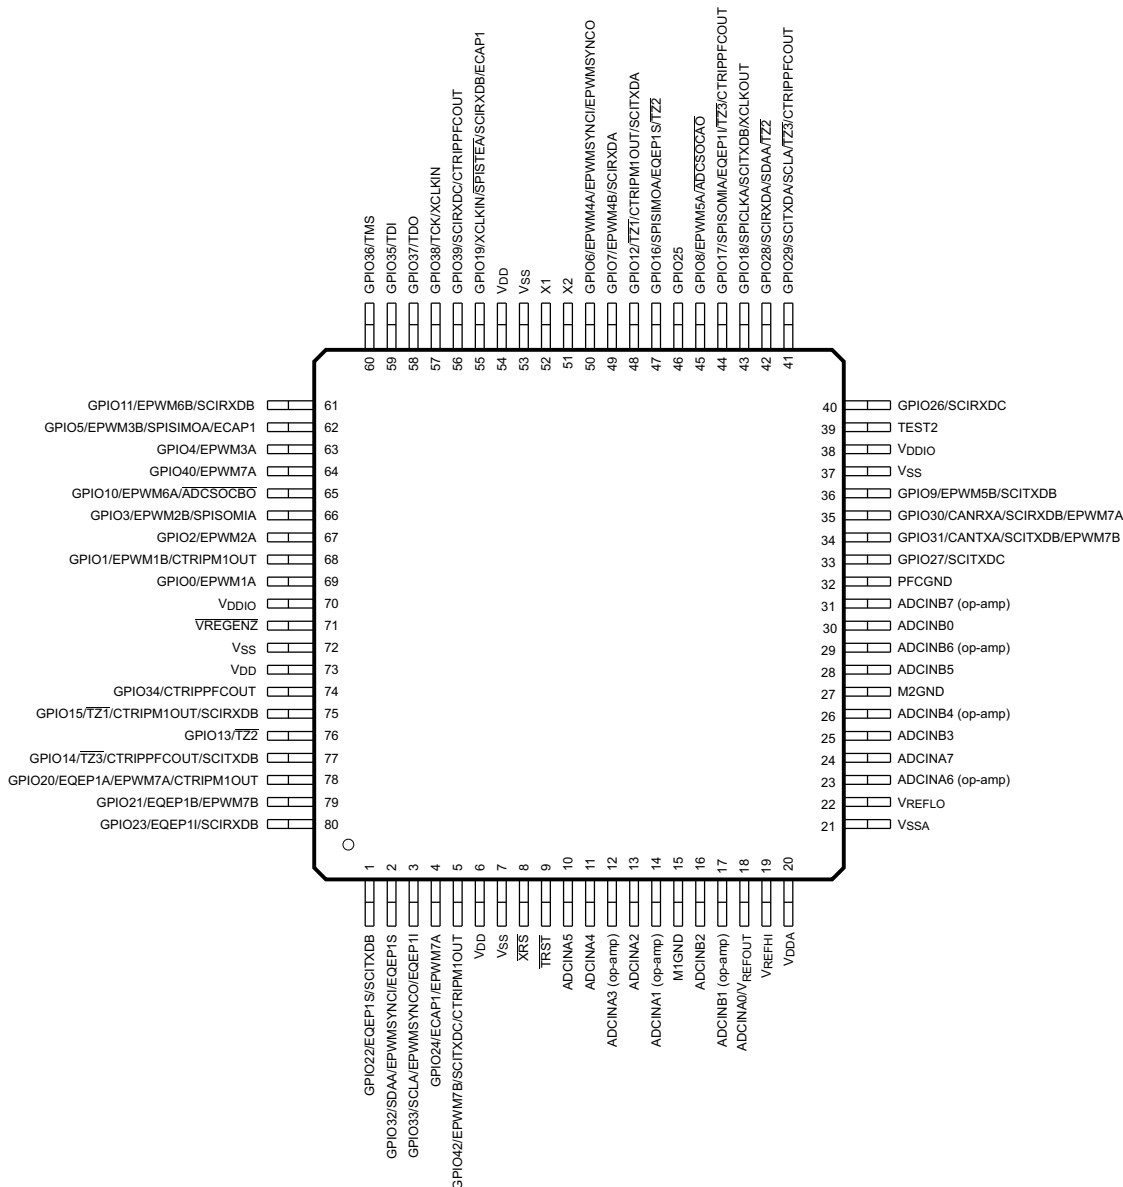 GPIO36/TMS
GPIO35/TDI
GPIO37/TDO
GPIO38/TCK/XCLKIN
GPIO39/SCIRXDC/CTRIPPFCOUT
GPIO19/XCLKIN/SPISTEA/SCIRXDB/ECAP1
VDD
VSS
X1
X2
GPIO6/EPWM4A/EPWMSYNCI/EPWMSYNCO
GPIO7/EPWM4B/SCIRXDA
GPIO12/TZ1/CTRIPM1OUT/SCITXDA
GPIO16/SPISIMOA/EQEP1S/TZ2
GPIO25
GPIO8/EPWM5A/ADCSOCAO
GPIO17/SPISOMIA/EQEP1I/TZ3/CTRIPPFCOUT
GPIO18/SPICLKA/SCITXDB/XCLKOUT
GPIO28/SCIRXDA/SDAA/TZ2
GPIO29/SCITXDA/SCLA/TZ3/CTRIPPFCOUT
60 59 58 57 56 55 54 53 52 51 50 49 48 47 46 45 44 43 42 41
GPIO11/EPWM6B/SCIRXDB 61
GPIO5/EPWM3B/SPISIMOA/ECAP1 62
GPIO4/EPWM3A 63
GPIO40/EPWM7A 64
GPIO10/EPWM6A/ADCSOCBO 65
GPIO3/EPWM2B/SPISOMIA 66
GPIO2/EPWM2A 67
GPIO1/EPWM1B/CTRIPM1OUT 68
GPIO0/EPWM1A 69
VDDIO 70
VREGENZ 71
VSS 72
VDD 73
GPIO34/CTRIPPFCOUT 74
GPIO15/TZ1/CTRIPM1OUT/SCIRXDB 75
GPIO13/TZ2 76
GPIO14/TZ3/CTRIPPFCOUT/SCITXDB 77
GPIO20/EQEP1A/EPWM7A/CTRIPM1OUT 78
GPIO21/EQEP1B/EPWM7B 79
GPIO23/EQEP1I/SCIRXDB 80
40 GPIO26/SCIRXDC
39 TEST2
38 VDDIO
37 VSS
36 GPIO9/EPWM5B/SCITXDB
35 GPIO30/CANRXA/SCIRXDB/EPWM7A
34 GPIO31/CANTXA/SCITXDB/EPWM7B
33 GPIO27/SCITXDC
32 PFCGND
31 ADCINB7 (op-amp)
30 ADCINB0
29 ADCINB6 (op-amp)
28 ADCINB5
27 M2GND
26 ADCINB4 (op-amp)
25 ADCINB3
24 ADCINA7
23 ADCINA6 (op-amp)
22 VREFLO
21 VSSA
1 2 3 4 5 6 7 8 9 10 11 12 13 14 15 16 17 18 19 20
GPIO22/EQEP1S/SCITXDB
GPIO32/SDAA/EPWMSYNCI/EQEP1S
GPIO33/SCLA/EPWMSYNCO/EQEP1I
GPIO24/ECAP1/EPWM7A
GPIO42/EPWM7B/SCITXDC/CTRIPM1OUT
VDD
VSS
XRS
TRST
ADCINA5
ADCINA4
ADCINA3 (op-amp)
ADCINA2
ADCINA1 (op-amp)
M1GND
ADCINB2
ADCINB1 (op-amp)
ADCINA0/VREFOUT
VREFHI
VDDA